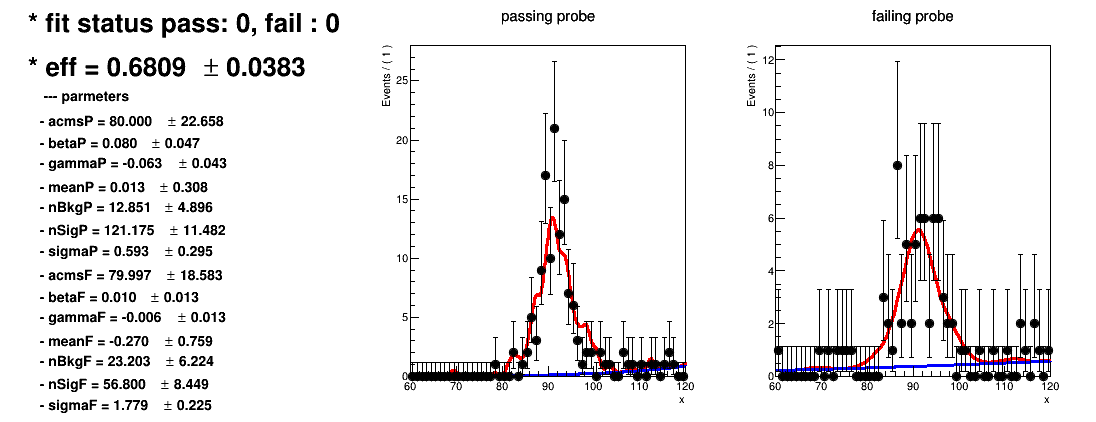 * fit status pass: 0, fail : 0
* eff = 0.6809 ± 0.0383
--- parmeters
- acmsP = 80.000 ± 22.658
- betaP = 0.080 ± 0.047
- gammaP = -0.063 ± 0.043
- meanP = 0.013 ± 0.308
- nBkgP = 12.851 ± 4.896
- nSigP = 121.175 ± 11.482
- sigmaP = 0.593 ± 0.295
- acmsF = 79.997 ± 18.583
- betaF = 0.010 ± 0.013
- gammaF = -0.006 ± 0.013
- meanF = -0.270 ± 0.759
- nBkgF = 23.203 ± 6.224
- nSigF = 56.800 ± 8.449
- sigmaF = 1.779 ± 0.225
passing probe
Events / ( 1 )
25
20
15
10
5
0
60 70 80 90 100 110 120
x
failing probe
Events / ( 1 )
12
10
8
6
4
2
0
60 70 80 90 100 110 120
x